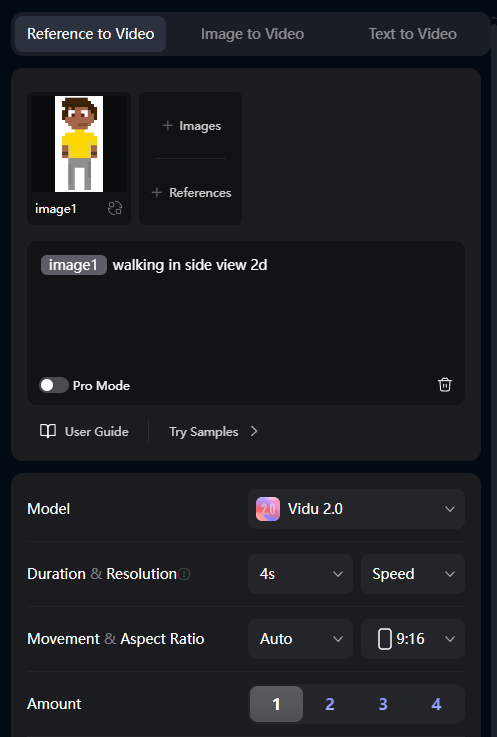 Reference to Video Image to Video Text to Video
+ Images
+ References
image1
image1 walking in side view 2d
Pro Mode
User Guide Try Samples >
Model 2.0 Vidu 2.0
Duration & Resolution 4s Speed
Movement & Aspect Ratio Auto 9:16
Amount 1 2 3 4